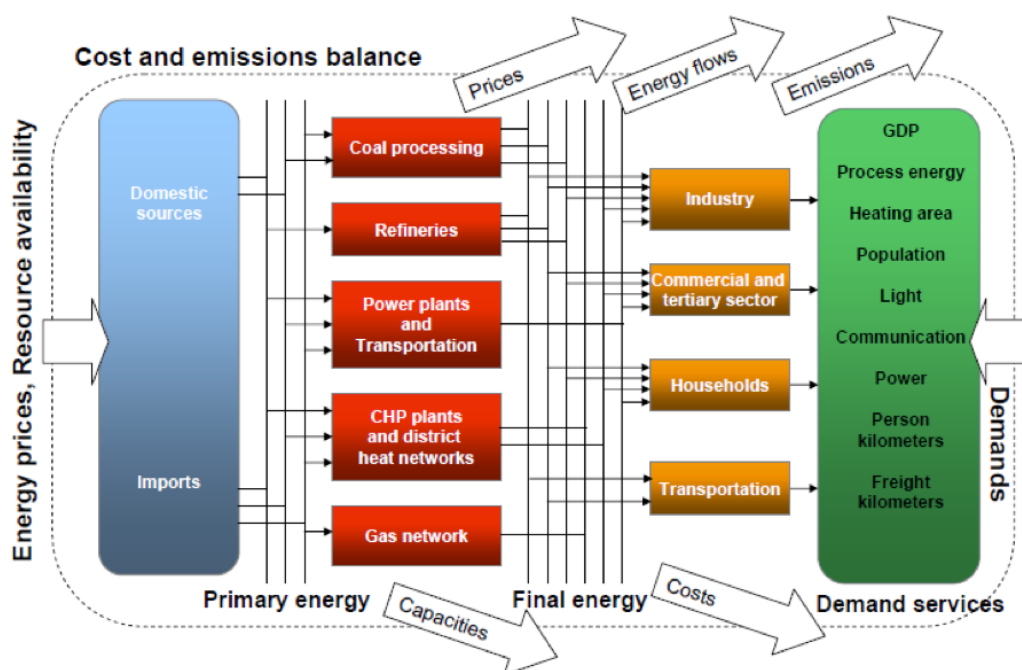 Cost and emissions balance
Prices
Energy flows
Emissions
Energy prices, Resource availability
Domestic
sources
Imports
Primary energy
Coal processing
Refineries
Power plants
and
Transportation
CHP plants
and district
heat networks
Gas network
Capacities
Final energy
Industry
Commercial and
tertiary sector
Households
Transportation
Costs
GDP
Process energy
Heating area
Population
Light
Communication
Power
Person
kilometers
Freight
kilometers
Demand services
Demands